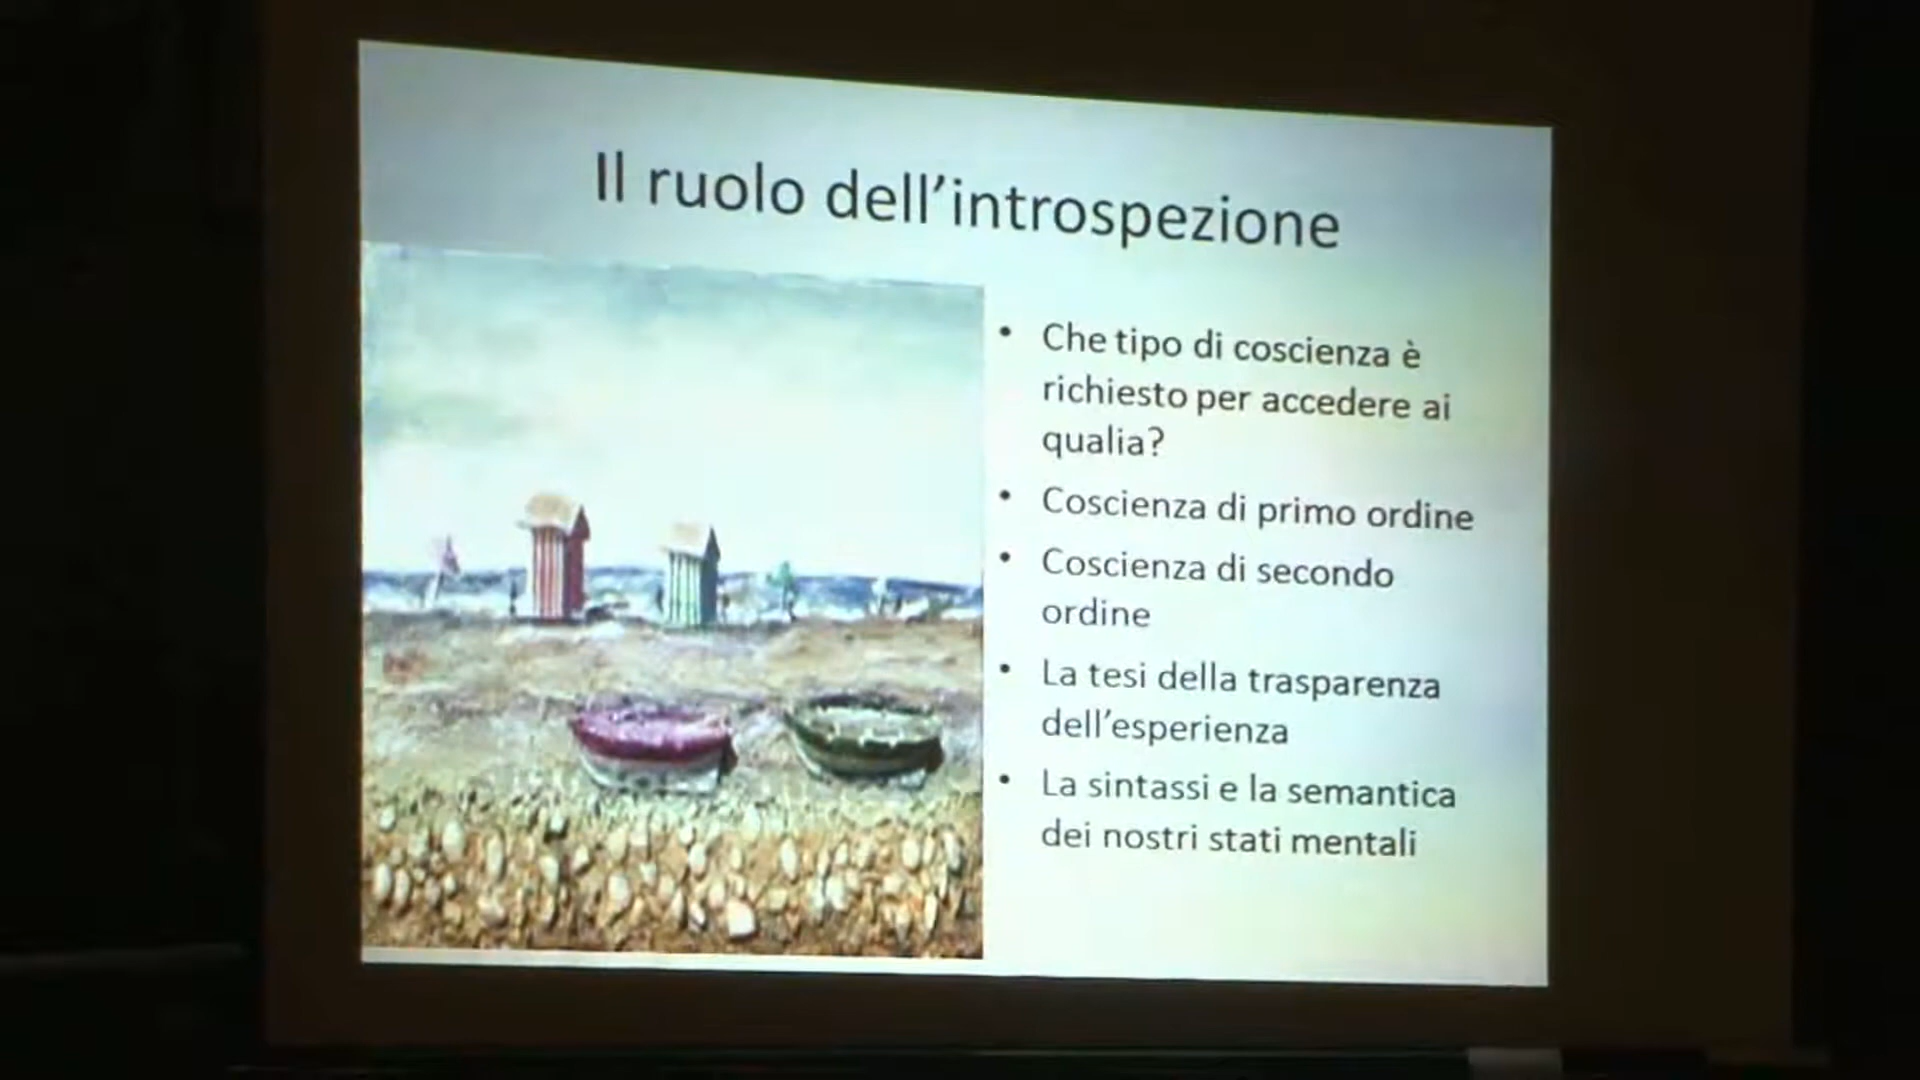 Il ruolo dell’introspezione
• Che tipo di coscienza è
richiesto per accedere ai
qualia?
• Coscienza di primo ordine
• Coscienza di secondo
ordine
• La tesi della trasparenza
dell’esperienza
• La sintassi e la semantica
dei nostri stati mentali